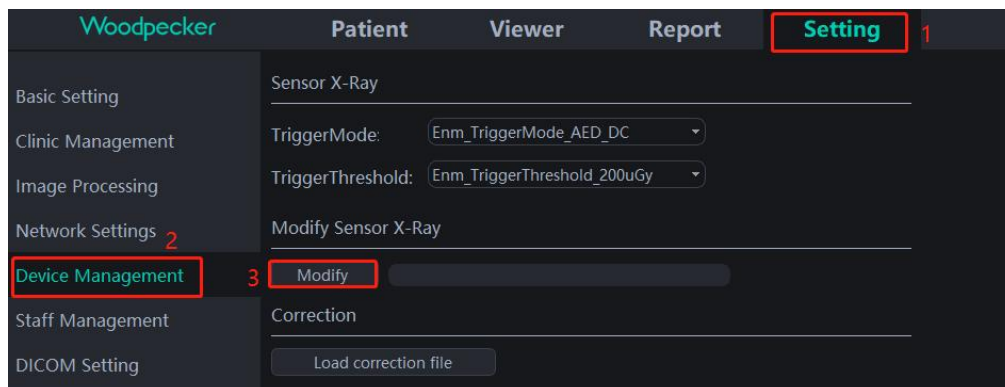 Woodpecker Patient Viewer Report Setting 1
Sensor X-Ray
Basic Setting
Clinic Management
TriggerMode: Enm_TriggerMode_AED_DC
Image Processing
TriggerThreshold: Enm_TriggerThreshold_200uGy
Network Settings 2
Modify Sensor X-Ray
Device Management 3 Modify
Staff Management
Correction
DICOM Setting
Load correction file